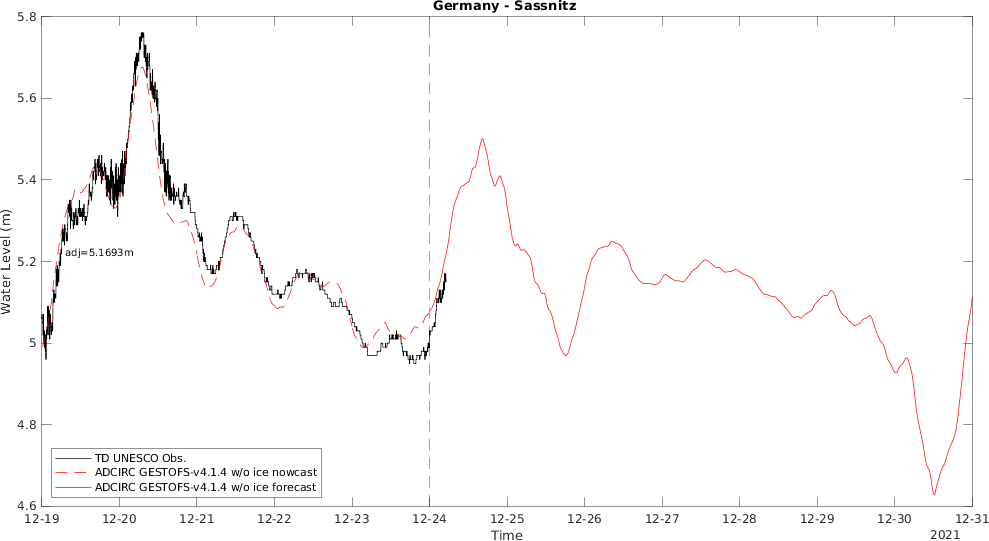 Germany - Sassnitz
5.8
5.6
5.4
5.2
5
4.8
4.6
Water Level (m)
adj=5.1693m
TD UNESCO Obs.
ADCIRC GESTOFS-v4.1.4 w/o ice nowcast
ADCIRC GESTOFS-v4.1.4 w/o ice forecast
12-19 12-20 12-21 12-22 12-23 12-24 12-25 12-26 12-27 12-28 12-29 12-30 12-31
Time
2021